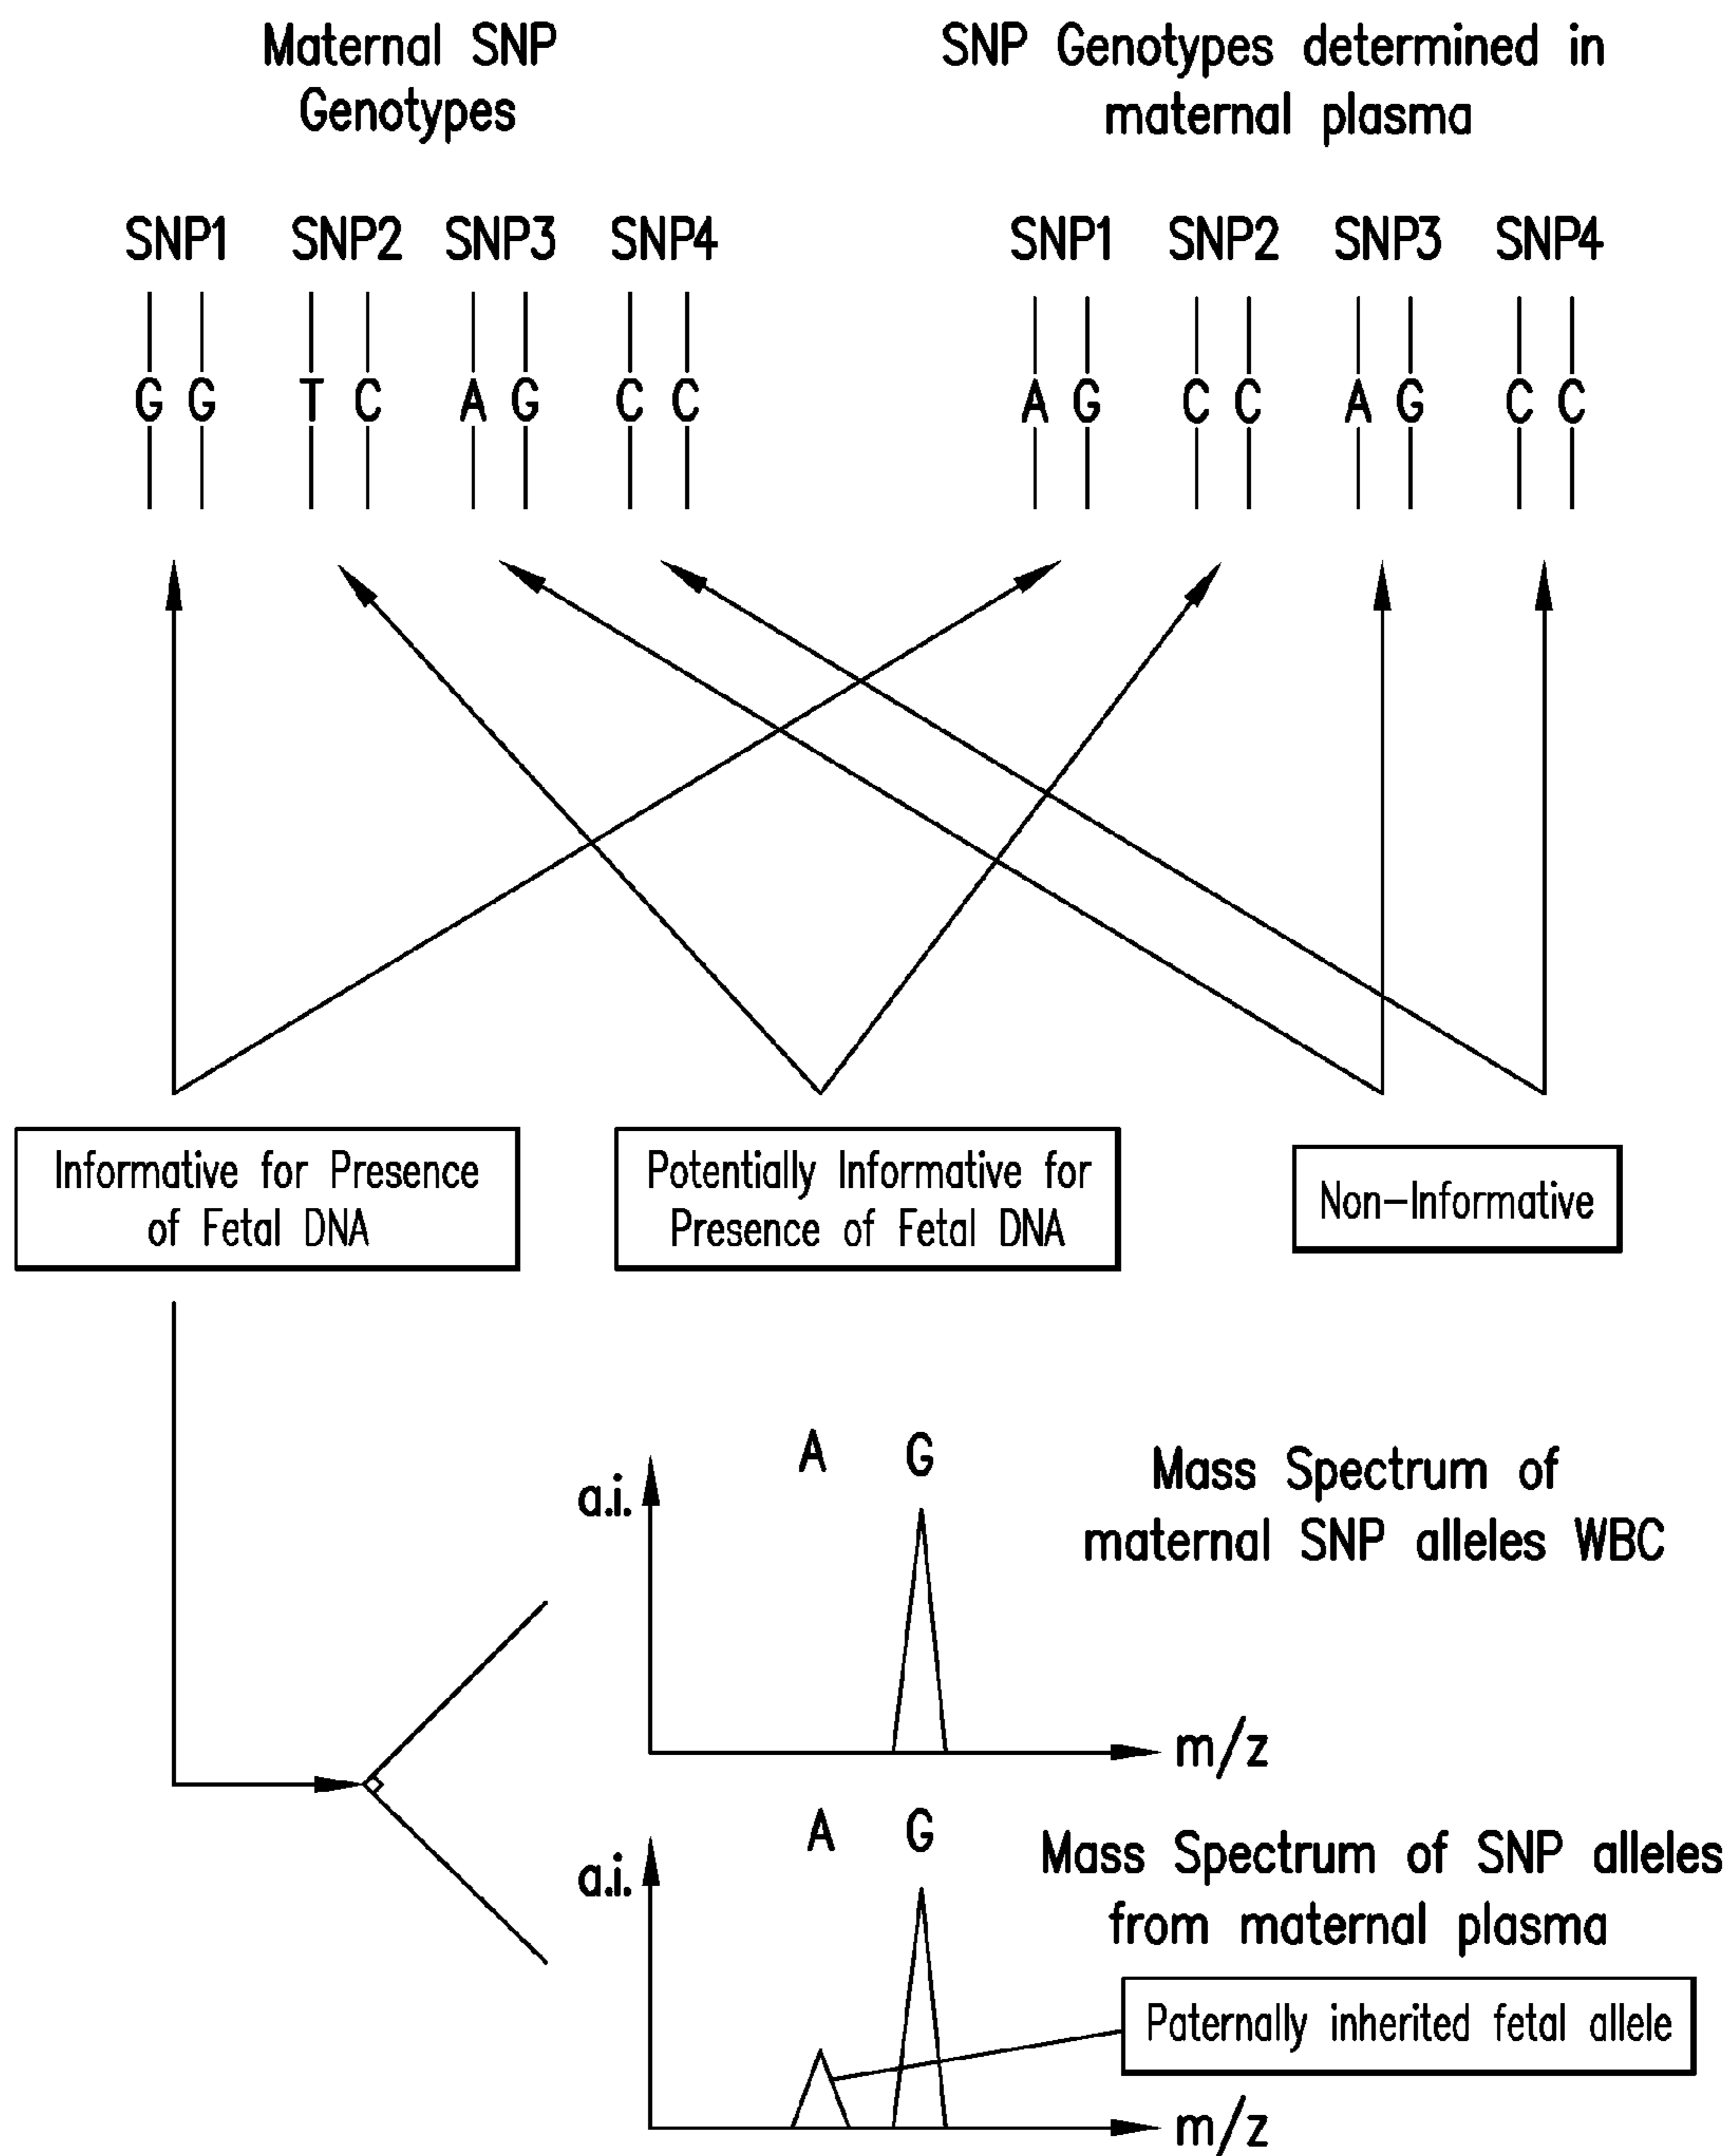 Maternal SNP
Genotypes
SNP Genotypes determined in
maternal plasma
SNP1 SNP2 SNP3 SNP4
SNP1 SNP2 SNP3 SNP4
G G T C A G C C
A G C C A G C C
Informative for Presence
of Fetal DNA
Potentially Informative for
Presence of Fetal DNA
Non-Informative
A G
a.i.
Mass Spectrum of
maternal SNP alleles WBC
m/z
A G
a.i.
Mass Spectrum of SNP alleles
from maternal plasma
Paternally inherited fetal allele
m/z